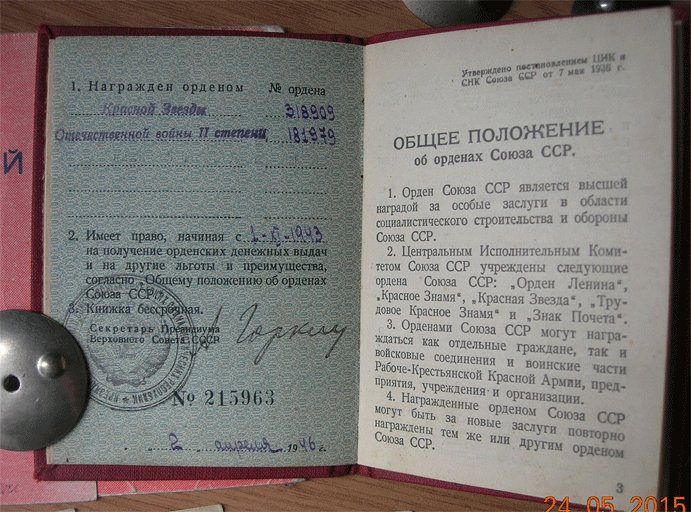 Й
1. Награжден орденом № ордена
Красной Звезды 318909
Отечественной войны II степени 181979
2. Имеет право, начиная с 1-XI-1943
на получение орденских денежных выдач
и на другие льготы и преимущества,
согласно „Общему положению об орденах
Союза ССР“.
3. Книжка бессрочная.
Секретарь Президиума
Верховного Совета СССР
А Горкин
№ 215963
„2„ апреля 1946 г.
Утверждено постановлением ЦИК и
СНК Союза ССР от 7 мая 1936 г.
ОБЩЕЕ ПОЛОЖЕНИЕ
об орденах Союза ССР.
1. Орден Союза ССР является высшей
наградой за особые заслуги в области
социалистического строительства и обороны
Союза ССР.
2. Центральным Исполнительным Коми-
тетом Союза ССР учреждены следующие
ордена Союза ССР: „Орден Ленина“,
„Красное Знамя“, „Красная Звезда“, „Тру-
довое Красное Знамя“ и „Знак Почета“.
3. Орденами Союза ССР могут награ-
ждаться как отдельные граждане, так и
войсковые соединения и воинские части
Рабоче-Крестьянской Красной Армии, пред-
приятия, учреждения и организации.
4. Награжденные орденом Союза ССР
могут быть за новые заслуги повторно
награждены тем же или другим орденом
Союза ССР.
3
24 05 2015